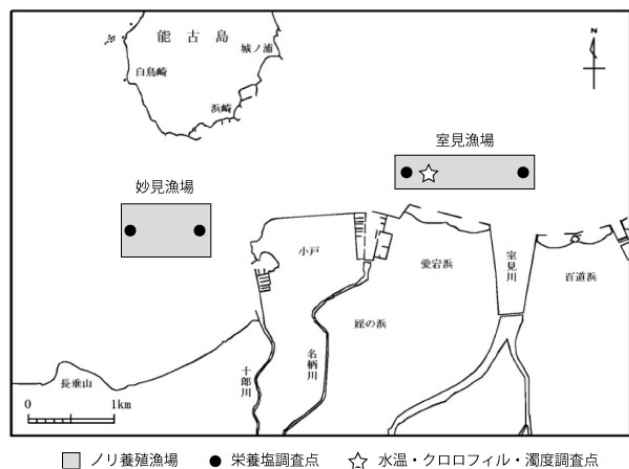 能古島
城ノ浦
白鳥崎
浜崎
N
室見漁場
妙見漁場
小戸
愛宕浜
室見川
百道浜
姪の浜
名柄川
十郎川
長垂山
0 1km
ノリ養殖漁場 栄養塩調査点 水温・クロロフィル・濁度調査点